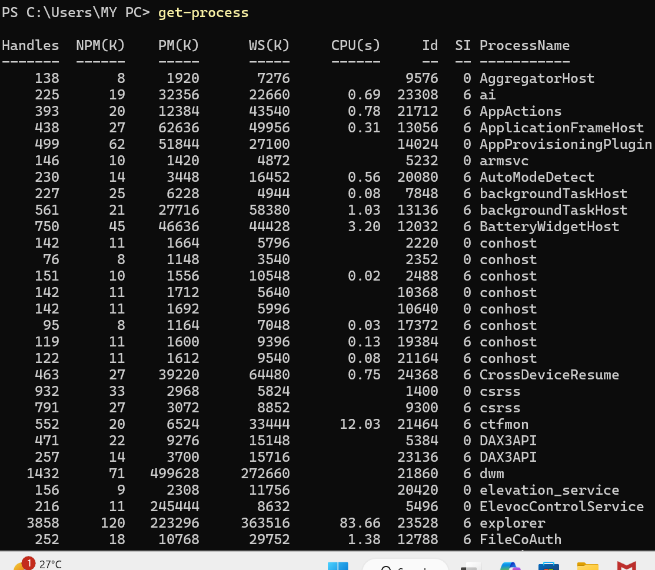 PS C:\Users\MY PC> get-process
Handles  NPM(K)    PM(K)      WS(K)     CPU(s)     Id  SI ProcessName
-------  ------    -----      -----     ------     --  -- -----------
    138       8     1920       7276              9576   0 AggregatorHost
    225      19    32356      22660       0.69  23308   6 ai
    393      20    12384      43540       0.78  21712   6 AppActions
    438      27    62636      49956       0.31  13056   6 ApplicationFrameHost
    499      62    51844      27100             14024   0 AppProvisioningPlugin
    146      10     1420       4872              5232   0 armsvc
    230      14     3448      16452       0.56  20080   6 AutoModeDetect
    227      25     6228       4944       0.08   7848   6 backgroundTaskHost
    561      21    27716      58380       1.03  13136   6 backgroundTaskHost
    750      45    46636      44428       3.20  12032   6 BatteryWidgetHost
    142      11     1664       5796              2220   0 conhost
     76       8     1148       3540              2352   0 conhost
    151      10     1556      10548       0.02   2488   6 conhost
    142      11     1712       5640             10368   0 conhost
    142      11     1692       5996             10640   0 conhost
     95       8     1164       7048       0.03  17372   6 conhost
    119      11     1600       9396       0.13  19384   6 conhost
    122      11     1612       9540       0.08  21164   6 conhost
    463      27    39220      64480       0.75  24368   6 CrossDeviceResume
    932      33     2968       5824              1400   0 csrss
    791      27     3072       8852              9300   6 csrss
    552      20     6524      33444      12.03  21464   6 ctfmon
    471      22     9276      15148              5384   0 DAX3API
    257      14     3700      15716             23136   6 DAX3API
   1432      71   499628     272660             21860   6 dwm
    156       9     2308      11756             20420   0 elevation_service
    216      11   245444       8632              5496   0 ElevocControlService
   3858     120   223296     363516      83.66  23528   6 explorer
    252      18    10768      29752       1.38  12788   6 FileCoAuth
1
27°C